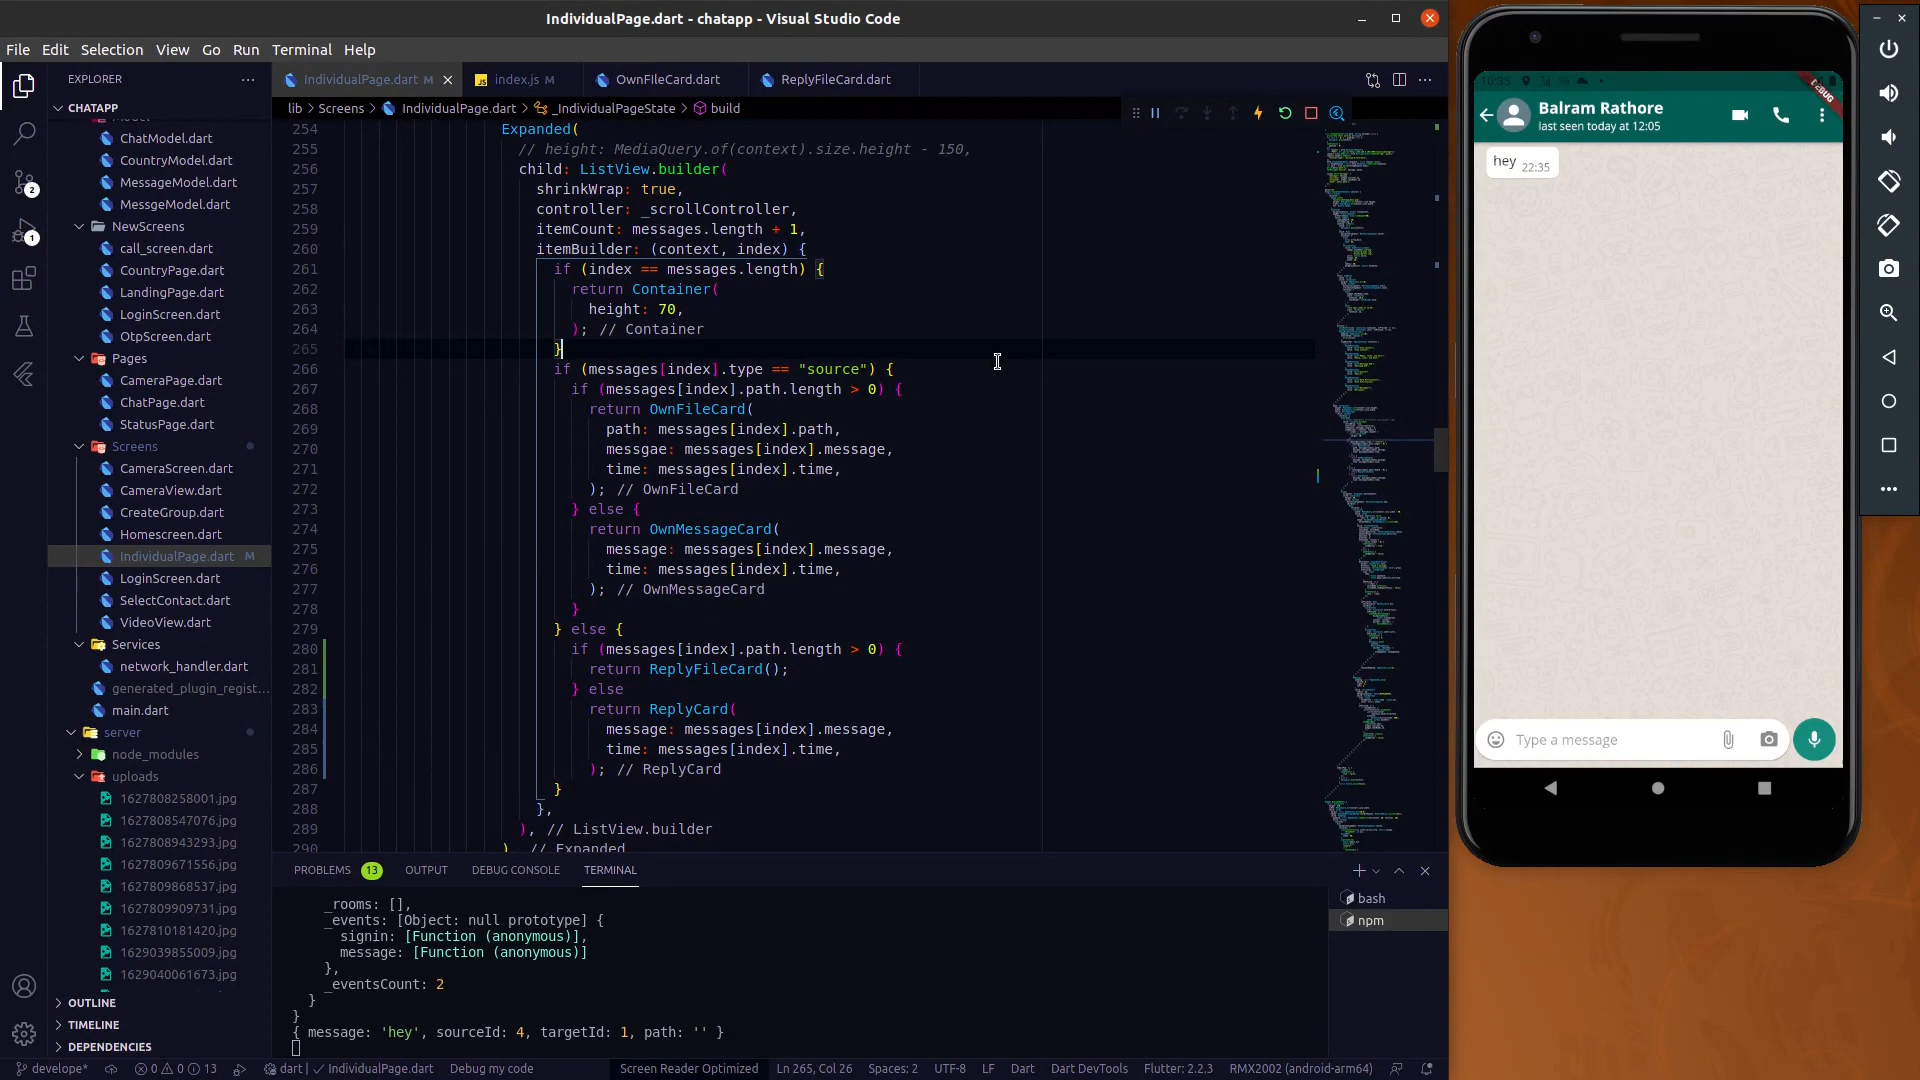 IndividualPage.dart - chatapp - Visual Studio Code
File Edit Selection View Go Run Terminal Help
EXPLORER
IndividualPage.dart M
index.js M
OwnFIleCard.dart
ReplyFileCard.dart
CHATAPP
lib > Screens > IndividualPage.dart > _IndividualPageState > build
ChatModel.dart
CountryModel.dart
MessageModel.dart
MessgeModel.dart
NewScreens
call_screen.dart
CountryPage.dart
LandingPage.dart
LoginScreen.dart
OtpScreen.dart
Pages
CameraPage.dart
ChatPage.dart
StatusPage.dart
Screens
CameraScreen.dart
CameraView.dart
CreateGroup.dart
Homescreen.dart
IndividualPage.dart M
LoginScreen.dart
SelectContact.dart
VideoView.dart
Services
network_handler.dart
generated_plugin_regist...
main.dart
server
node_modules
uploads
1627808258001.jpg
1627808547076.jpg
1627808943293.jpg
1627809671556.jpg
1627809868537.jpg
1627809909731.jpg
1627810181420.jpg
1629039855009.jpg
1629040061673.jpg
OUTLINE
TIMELINE
DEPENDENCIES
2
1
254 Expanded(
255 // height: MediaQuery.of(context).size.height - 150,
256 child: ListView.builder(
257 shrinkWrap: true,
258 controller: _scrollController,
259 itemCount: messages.length + 1,
260 itemBuilder: (context, index) {
261 if (index == messages.length) {
262 return Container(
263 height: 70,
264 ); // Container
265 }
266 if (messages[index].type == "source") {
267 if (messages[index].path.length > 0) {
268 return OwnFileCard(
269 path: messages[index].path,
270 messgae: messages[index].message,
271 time: messages[index].time,
272 ); // OwnFileCard
273 } else {
274 return OwnMessageCard(
275 message: messages[index].message,
276 time: messages[index].time,
277 ); // OwnMessageCard
278 }
279 } else {
280 if (messages[index].path.length > 0) {
281 return ReplyFileCard();
282 } else
283 return ReplyCard(
284 message: messages[index].message,
285 time: messages[index].time,
286 ); // ReplyCard
287 }
288 },
289 ), // ListView.builder
290 ) // Expanded
PROBLEMS 13 OUTPUT DEBUG CONSOLE TERMINAL
_rooms: [],
_events: [Object: null prototype] {
signin: [Function (anonymous)],
message: [Function (anonymous)]
},
_eventsCount: 2
}
}
{ message: 'hey', sourceId: 4, targetId: 1, path: '' }
bash
npm
develope* 0 0 13 dart | IndividualPage.dart Debug my code Screen Reader Optimized Ln 265, Col 26 Spaces: 2 UTF-8 LF Dart Dart DevTools Flutter: 2.2.3 RMX2002 (android-arm64)
10:35
DEBUG
Balram Rathore
last seen today at 12:05
hey 22:35
Type a message